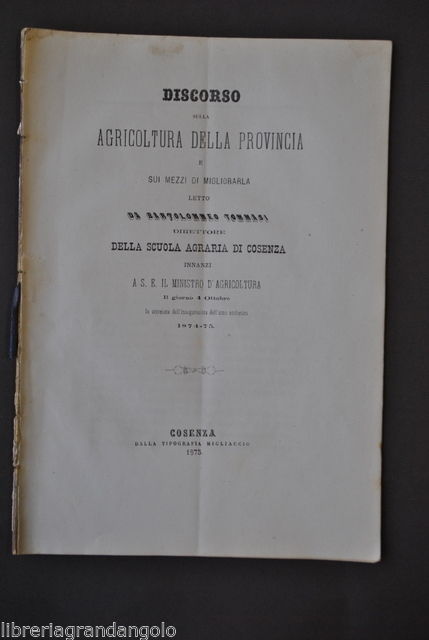 DISCORSO
SULLA
AGRICOLTURA DELLA PROVINCIA
E
SUI MEZZI DI MIGLIORARLA
LETTO
DA BARTOLOMEO TOMMASI
DIRETTORE
DELLA SCUOLA AGRARIA DI COSENZA
INNANZI
A S. E. IL MINISTRO D'AGRICOLTURA
Il giorno 4 Ottobre
In occasione dell'inaugurazione dell'anno scolastico
1874-75.
COSENZA
DALLA TIPOGRAFIA MIGLIACCIO
1875.
libreriagrandangolo